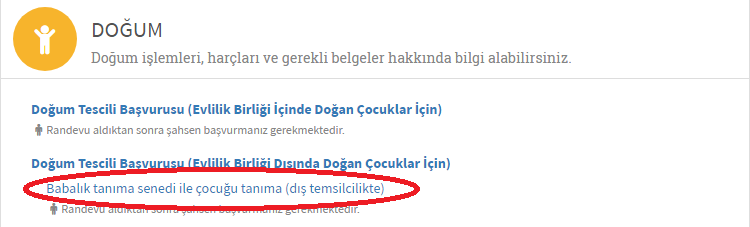 DOĞUM
Doğum işlemleri, harçları ve gerekli belgeler hakkında bilgi alabilirsiniz.
Doğum Tescili Başvurusu (Evlilik Birliği İçinde Doğan Çocuklar İçin)
Randevu aldıktan sonra şahsen başvurmanız gerekmektedir.
Doğum Tescili Başvurusu (Evlilik Birliği Dışında Doğan Çocuklar İçin)
Babalık tanıma senedi ile çocuğu tanıma (dış temsilcilikte)
Randevu aldıktan sonra şahsen başvurmanız gerekmektedir.